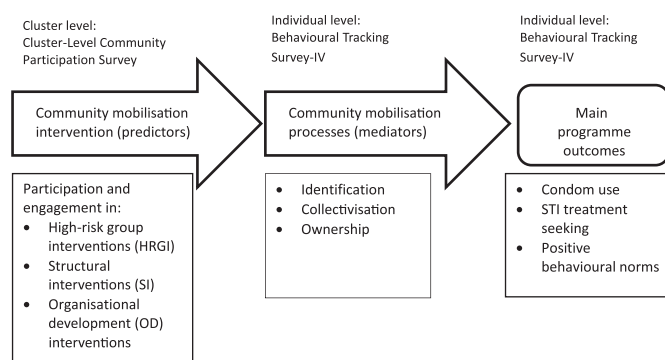 Cluster level:
Cluster-Level Community
Participation Survey
Individual level:
Behavioural Tracking
Survey-IV
Individual level:
Behavioural Tracking
Survey-IV
Community mobilisation
intervention (predictors)
Community mobilisation
processes (mediators)
Main
programme
outcomes
Participation and
engagement in:
• High-risk group
interventions (HRGI)
• Structural
interventions (SI)
• Organisational
development (OD)
interventions
• Identification
• Collectivisation
• Ownership
• Condom use
• STI treatment
seeking
• Positive
behavioural norms